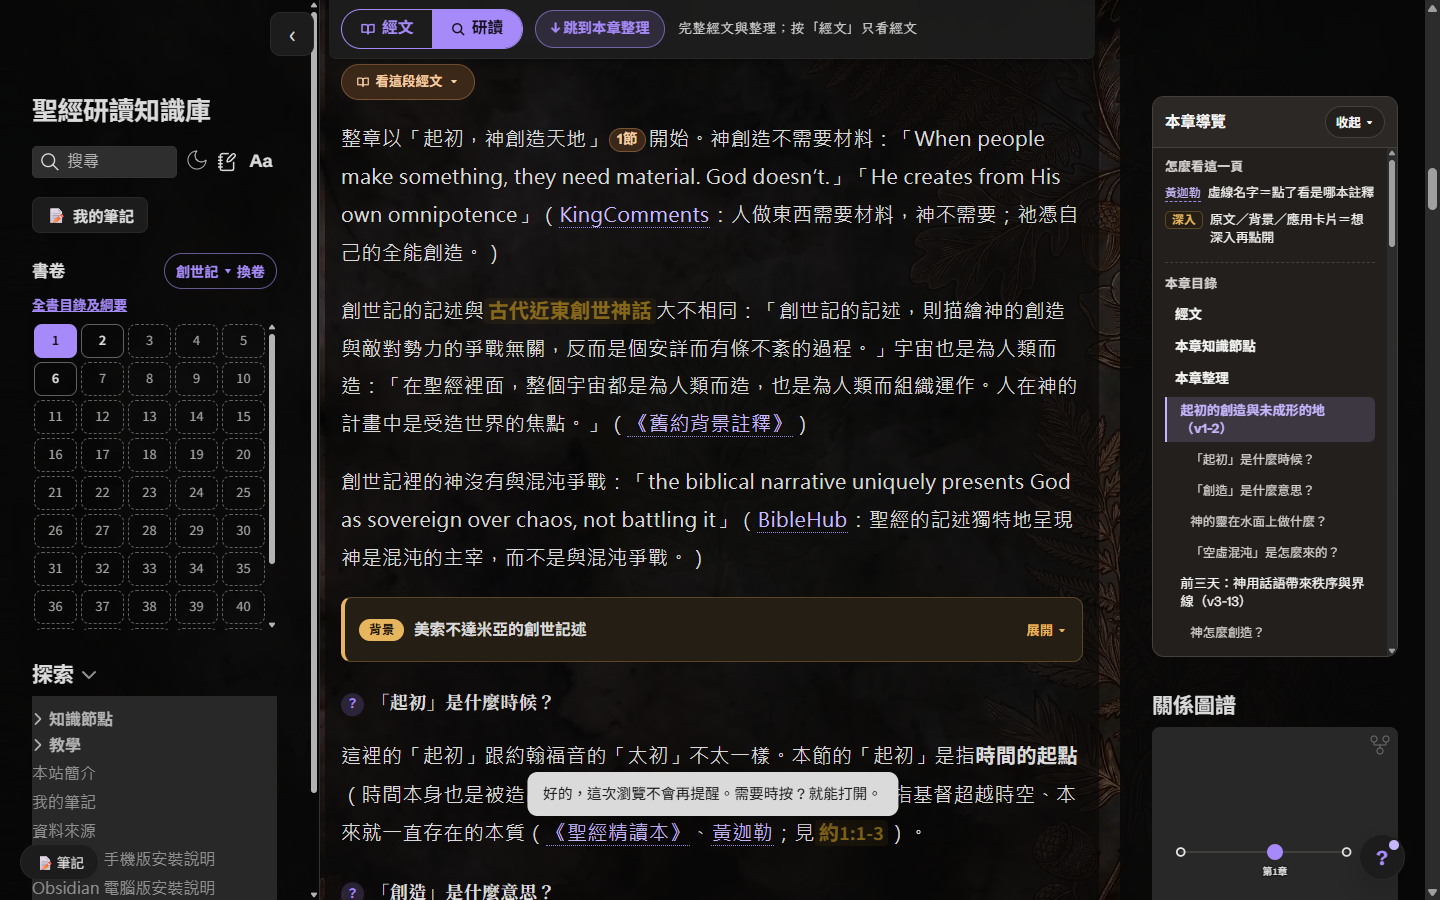 聖經研讀知識庫
搜尋
Aa
我的筆記
書卷
創世記 換卷
全書目錄及綱要
1 2 3 4 5
6 7 8 9 10
11 12 13 14 15
16 17 18 19 20
21 22 23 24 25
26 27 28 29 30
31 32 33 34 35
36 37 38 39 40
探索
知識節點
教學
本站簡介
我的筆記
資料來源
手機版安裝說明
Obsidian 電腦版安裝說明
筆記
經文 研讀 ↓跳到本章整理 完整經文與整理；按「經文」只看經文
看這段經文
整章以「起初，神創造天地」1節 開始。神創造不需要材料：「When people
make something, they need material. God doesn’t.」「He creates from His
own omnipotence」（KingComments：人做東西需要材料，神不需要；祂憑自
己的全能創造。）
創世記的記述與 古代近東創世神話 大不相同：「創世記的記述，則描繪神的創造
與敵對勢力的爭戰無關，反而是個安詳而有條不紊的過程。」宇宙也是為人類而
造：「在聖經裡面，整個宇宙都是為人類而造，也是為人類而組織運作。人在神的
計畫中是受造世界的焦點。」（《舊約背景註釋》）
創世記裡的神沒有與混沌爭戰：「the biblical narrative uniquely presents God
as sovereign over chaos, not battling it」（BibleHub：聖經的記述獨特地呈現
神是混沌的主宰，而不是與混沌爭戰。）
背景 美索不達米亞的創世記述 展開
? 「起初」是什麼時候？
這裡的「起初」跟約翰福音的「太初」不太一樣。本節的「起初」是指時間的起點
（時間本身也是被造 指基督超越時空、本
好的，這次瀏覽不會再提醒。需要時按？就能打開。
來就一直存在的本質（《聖經精讀本》、黃迦勒；見 約1:1-3 ）。
? 「創造」是什麼意思？
本章導覽 收起
怎麼看這一頁
黃迦勒 虛線名字＝點了看是哪本註釋
深入 原文／背景／應用卡片＝想
深入再點開
本章目錄
經文
本章知識節點
本章整理
起初的創造與未成形的地
（v1-2）
「起初」是什麼時候？
「創造」是什麼意思？
神的靈在水面上做什麼？
「空虛混沌」是怎麼來的？
前三天：神用話語帶來秩序與界
線（v3-13）
神怎麼創造？
關係圖譜
第1章
?